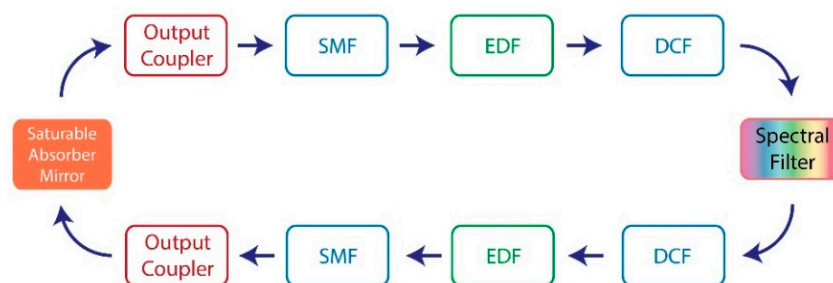 Output
Coupler
SMF
EDF
DCF
Saturable
Absorber
Mirror
Spectral
Filter
Output
Coupler
SMF
EDF
DCF